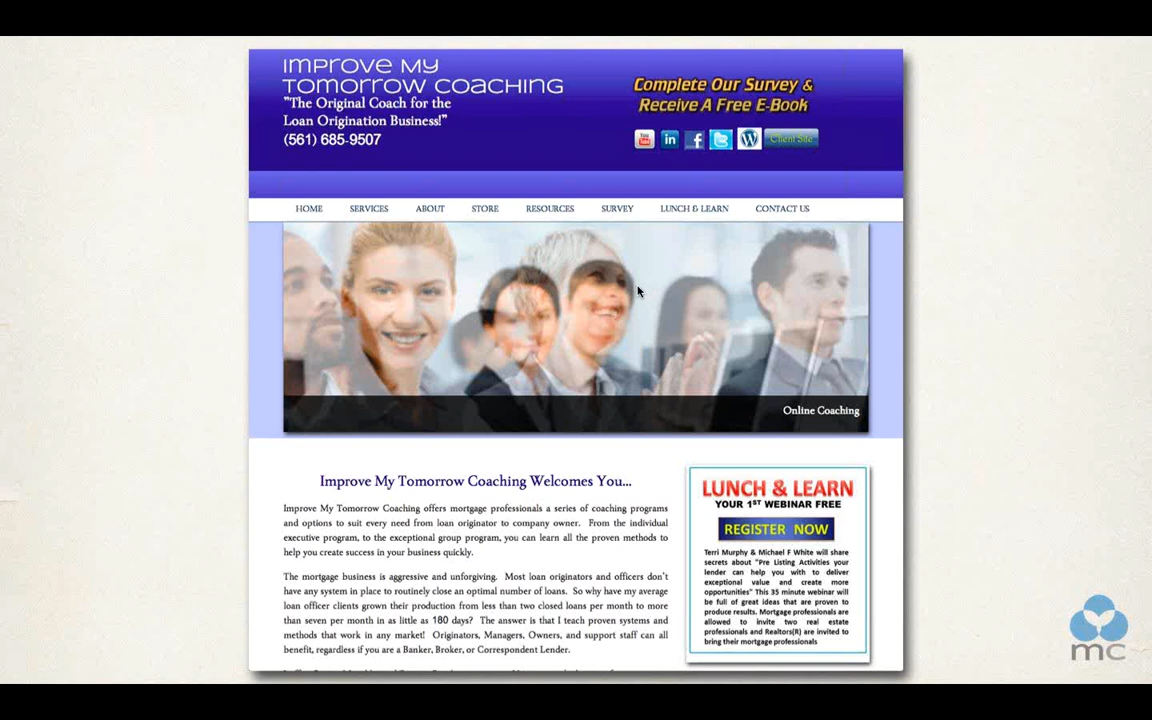 Improve My
Tomorrow Coaching
"The Original Coach for the
Loan Origination Business!"
(561) 685-9507
Complete Our Survey &
Receive A Free E-Book
You
Tube
in
f
t
W
Client Site
HOME SERVICES ABOUT STORE RESOURCES SURVEY LUNCH & LEARN CONTACT US
Online Coaching
Improve My Tomorrow Coaching Welcomes You...
Improve My Tomorrow Coaching offers mortgage professionals a series of coaching programs
and options to suit every need from loan originator to company owner. From the individual
executive program, to the exceptional group program, you can learn all the proven methods to
help you create success in your business quickly.
The mortgage business is aggressive and unforgiving. Most loan originators and officers don't
have any system in place to routinely close an optimal number of loans. So why have my average
loan officer clients grown their production from less than two closed loans per month to more
than seven per month in as little as 180 days? The answer is that I teach proven systems and
methods that work in any market! Originators, Managers, Owners, and support staff can all
benefit, regardless if you are a Banker, Broker, or Correspondent Lender.
LUNCH & LEARN
YOUR 1ST WEBINAR FREE
REGISTER NOW
Terri Murphy & Michael F White will share
secrets about "Pre Listing Activities your
lender can help you with to deliver
exceptional value and create more
opportunities" This 35 minute webinar will
be full of great ideas that are proven to
produce results. Mortgage professionals are
allowed to invite two real estate
professionals and Realtors(R) are invited to
bring their mortgage professionals
mc